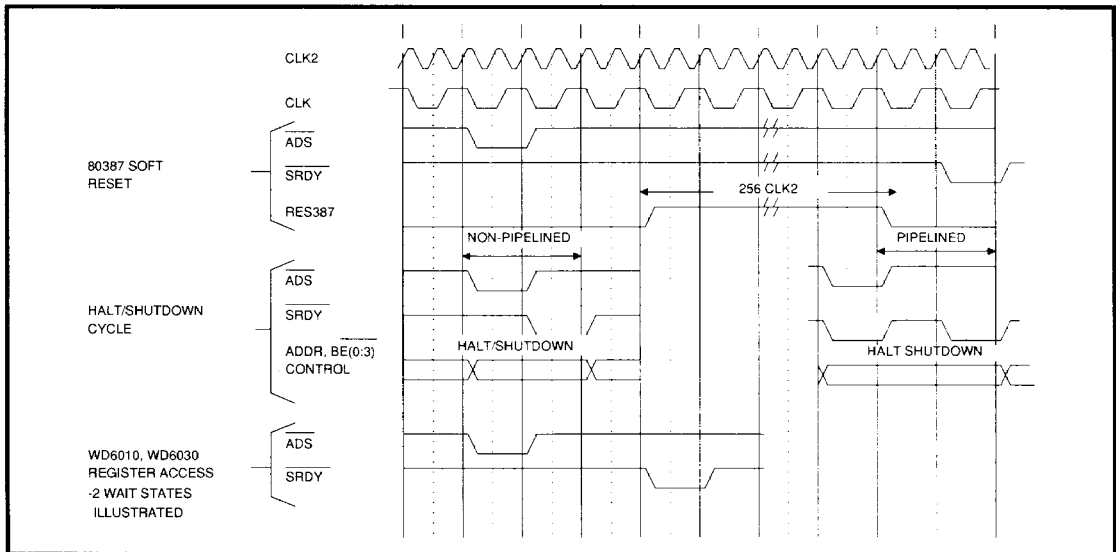 CLK2
CLK
80387 SOFT
RESET
ADS
SRDY
RES387
256 CLK2
NON-PIPELINED
PIPELINED
HALT/SHUTDOWN
CYCLE
ADS
SRDY
ADDR, BE(0:3)
CONTROL
HALT/SHUTDOWN
HALT SHUTDOWN
WD6010, WD6030
REGISTER ACCESS
-2 WAIT STATES
ILLUSTRATED
ADS
SRDY